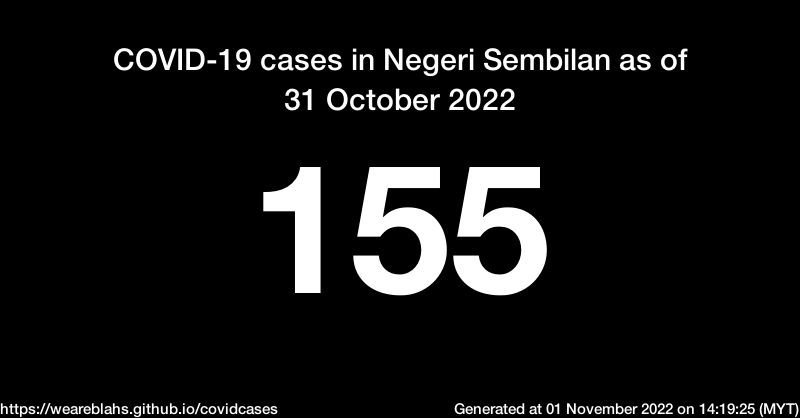 COVID-19 cases in Negeri Sembilan as of
31 October 2022
155
https://weareblahs.github.io/covidcases
Generated at 01 November 2022 on 14:19:25 (MYT)